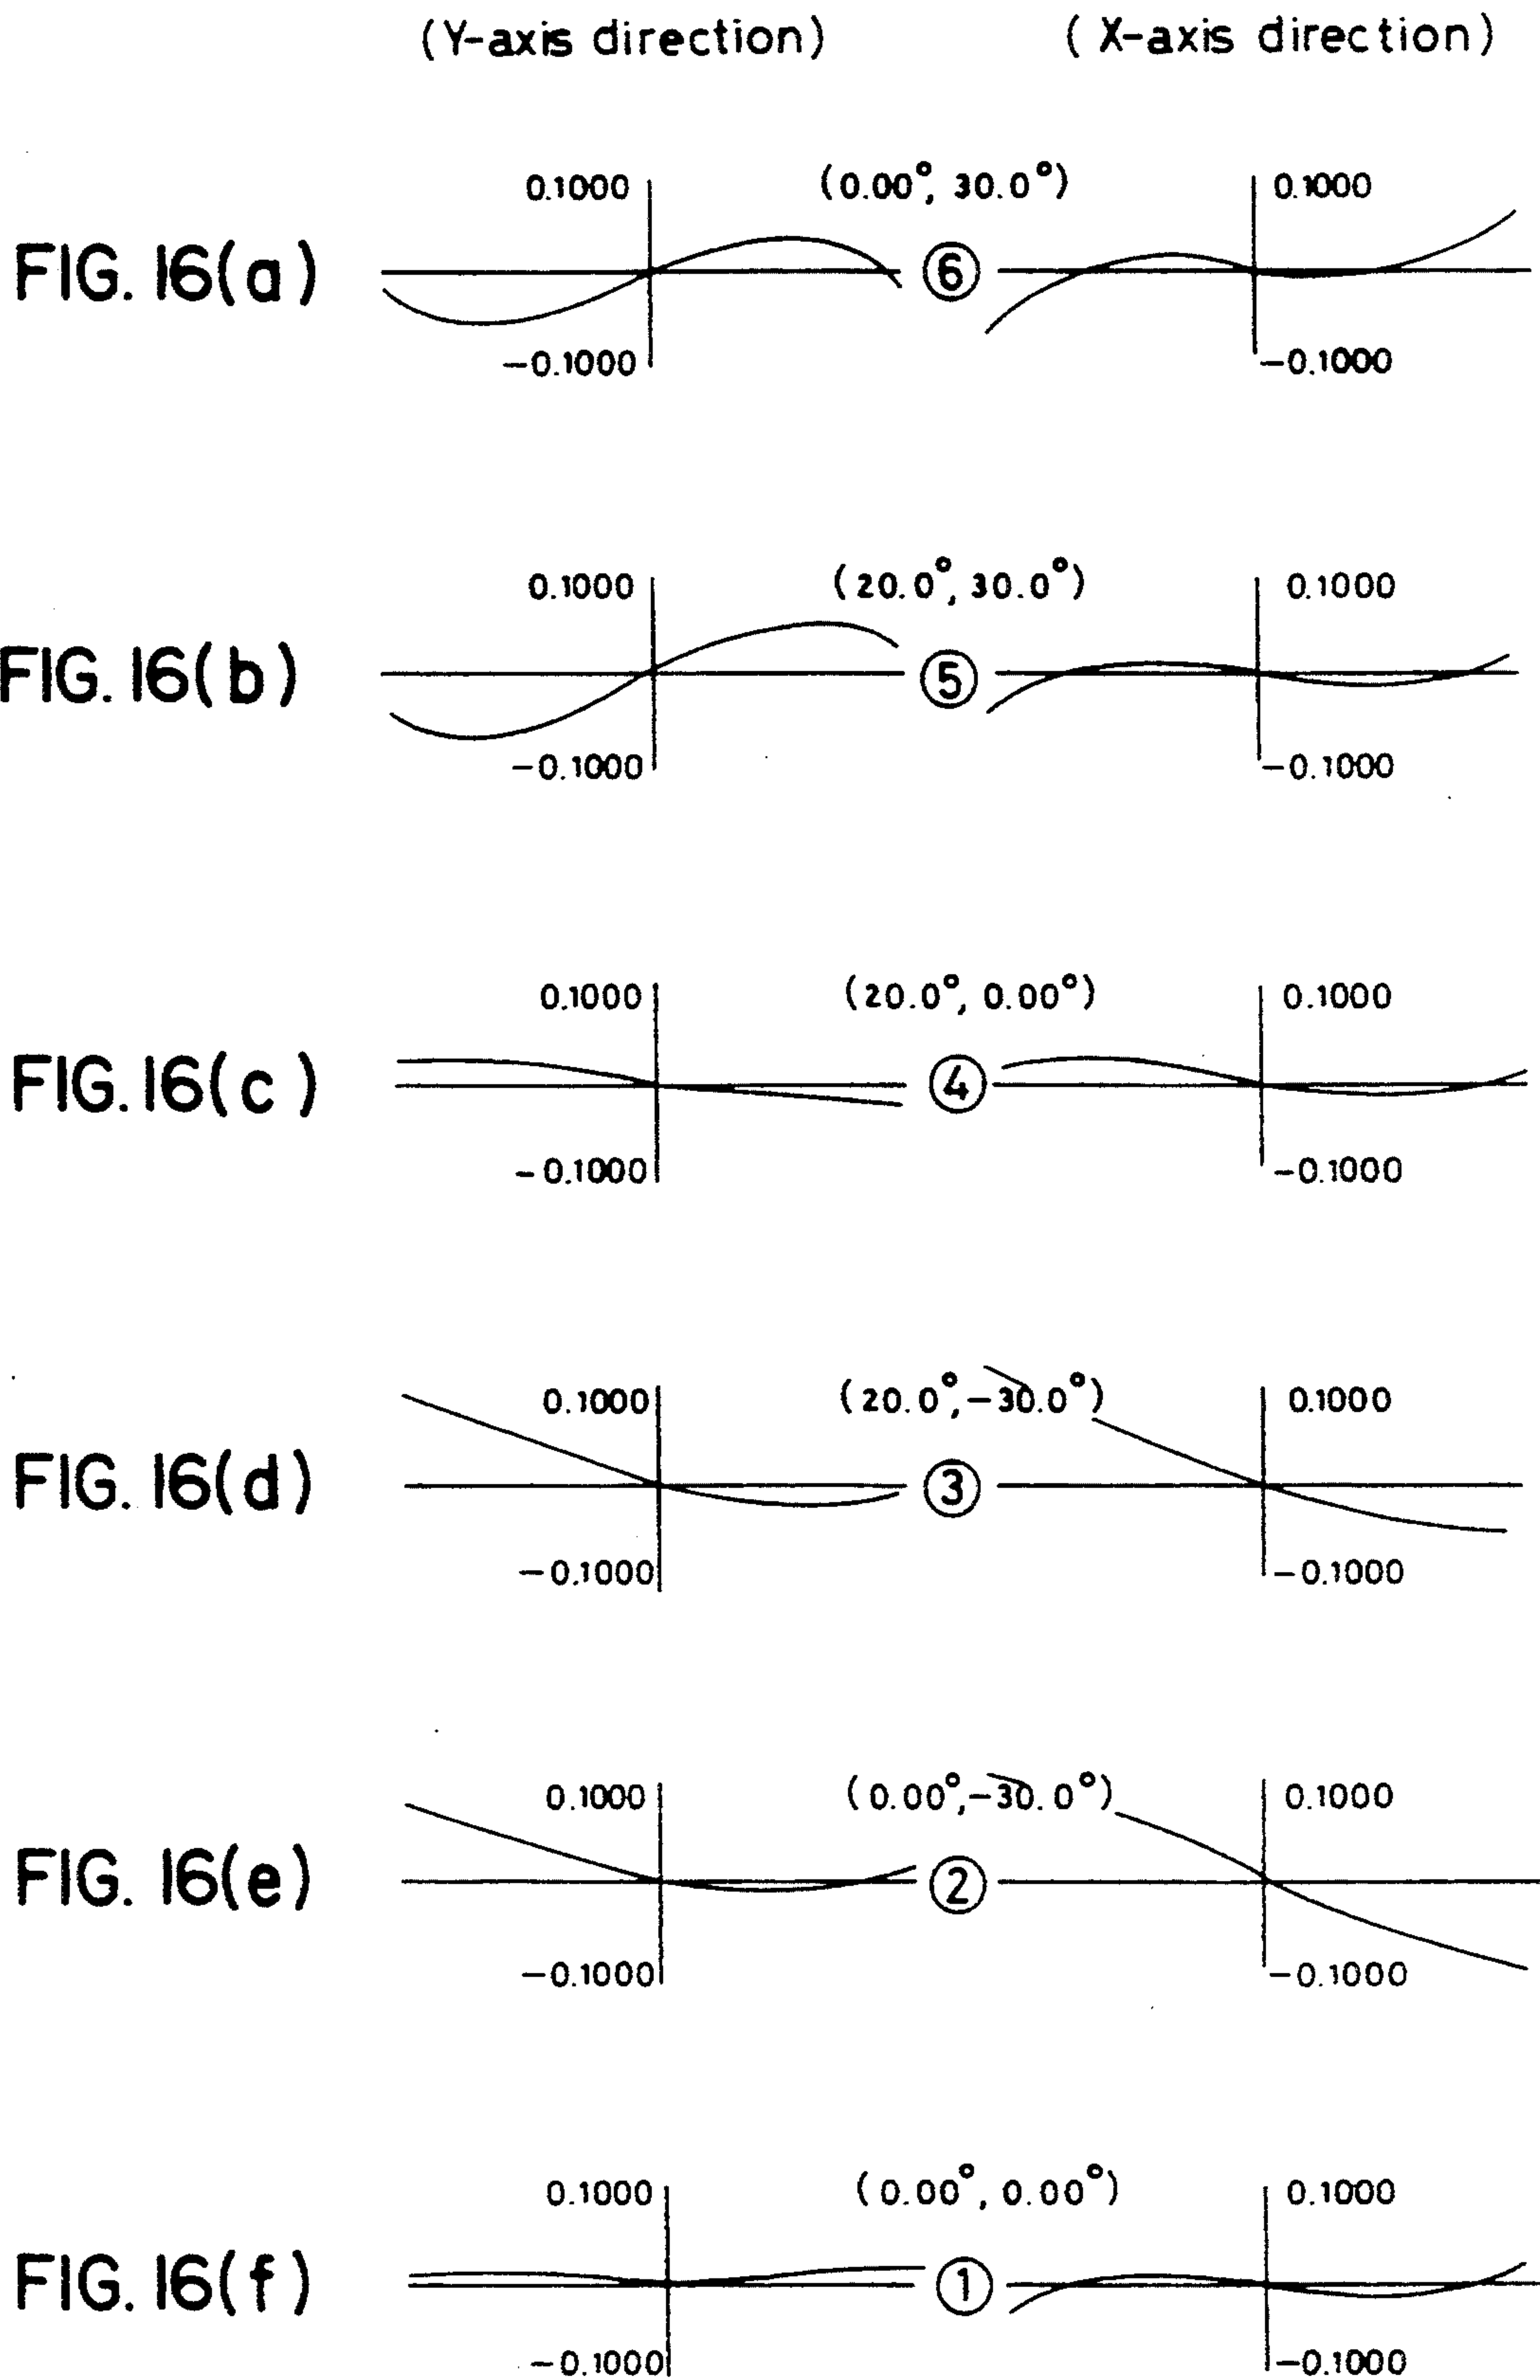 (Y-axis direction) (X-axis direction)
0.1000 (0.00°, 30.0°) 0.1000
FIG. 16(a) ⑥
-0.1000 -0.1000
0.1000 (20.0°, 30.0°) 0.1000
FIG. 16(b) ⑤
-0.1000 -0.1000
0.1000 (20.0°, 0.00°) 0.1000
FIG. 16(c) ④
-0.1000 -0.1000
0.1000 (20.0°, -30.0°) 0.1000
FIG. 16(d) ③
-0.1000 -0.1000
0.1000 (0.00°, -30.0°) 0.1000
FIG. 16(e) ②
-0.1000 -0.1000
0.1000 (0.00°, 0.00°) 0.1000
FIG. 16(f) ①
-0.1000 -0.1000